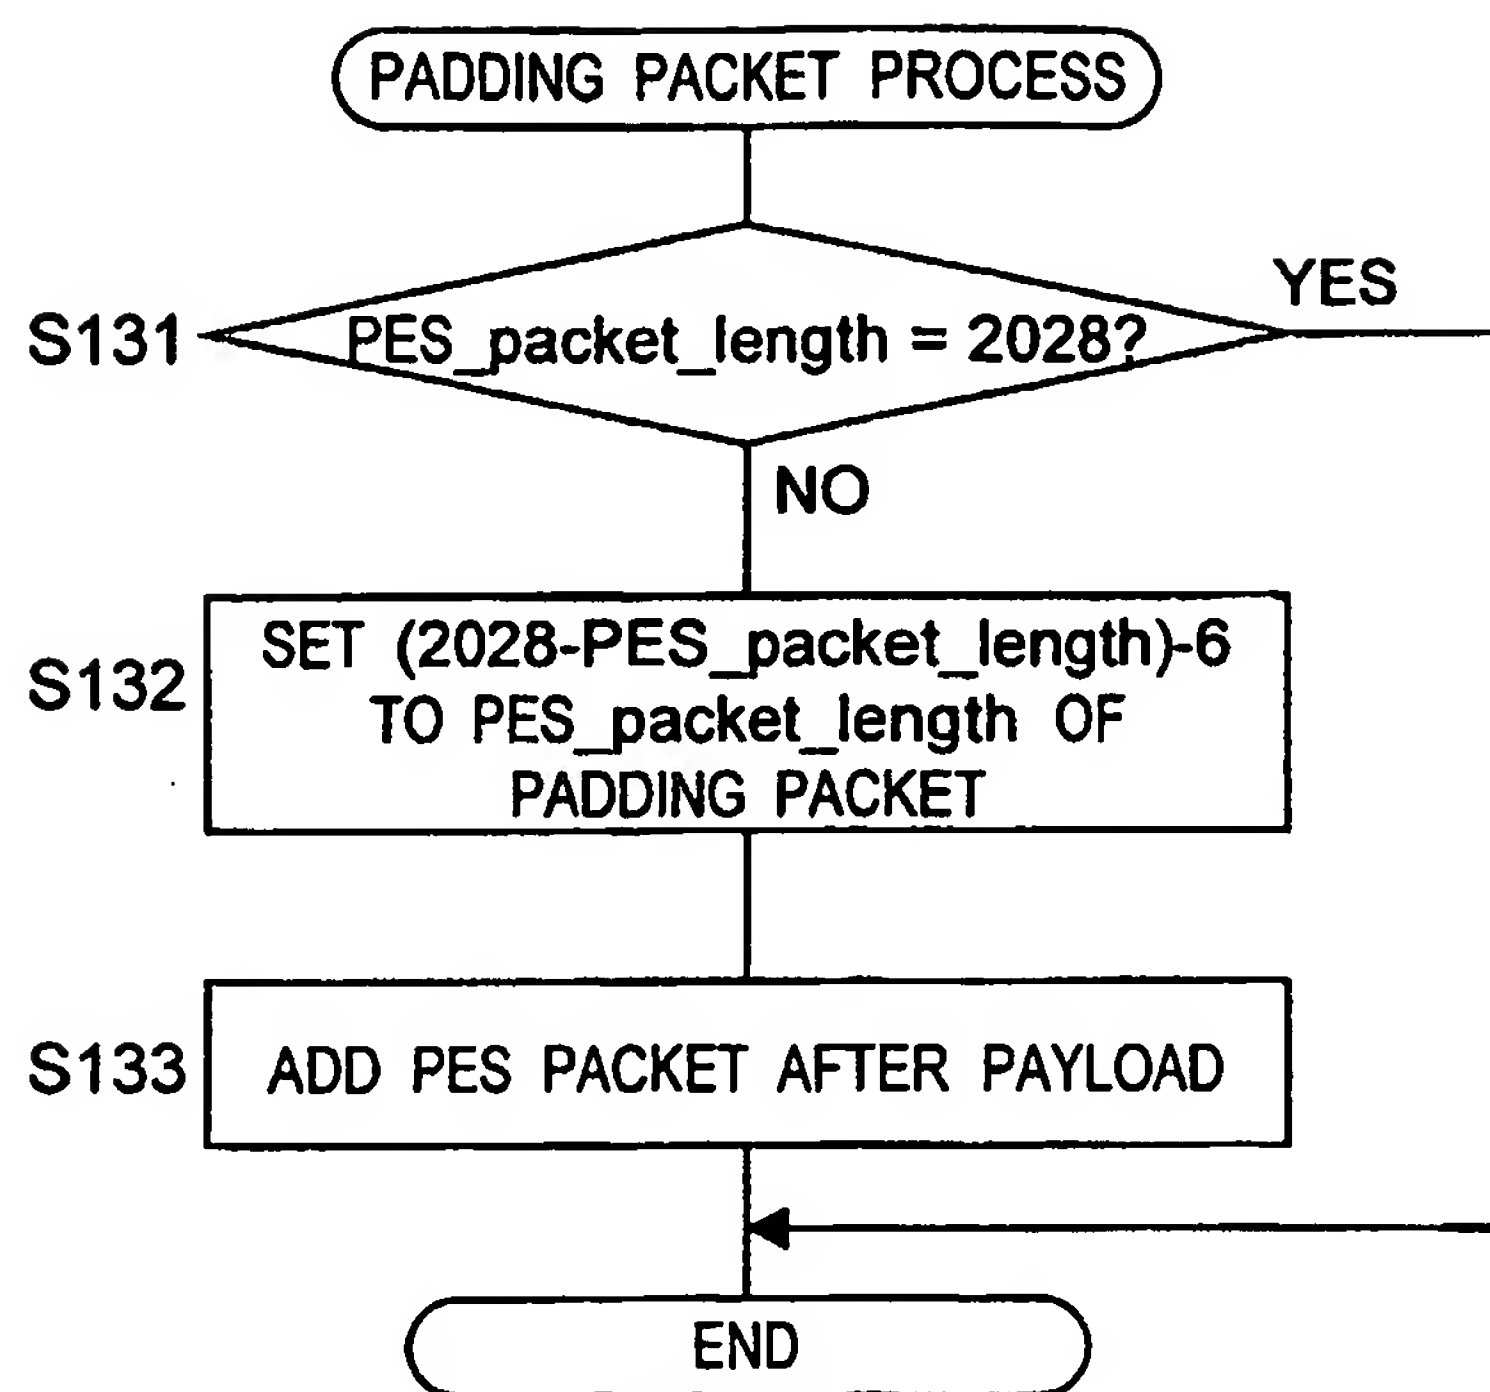 PADDING PACKET PROCESS
YES
S131
PES_packet_length = 2028?
NO
S132
SET (2028-PES_packet_length)-6
TO PES_packet_length OF
PADDING PACKET
S133
ADD PES PACKET AFTER PAYLOAD
END